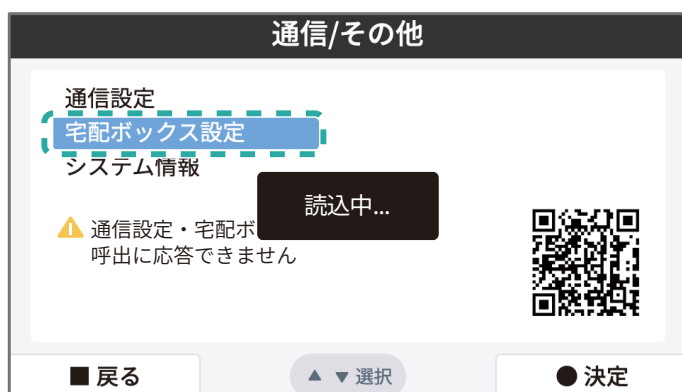 通信/その他
通信設定
宅配ボックス設定
システム情報
読込中...
通信設定・宅配ボ
呼出に応答できません
■戻る
▲ ▼ 選択
●決定